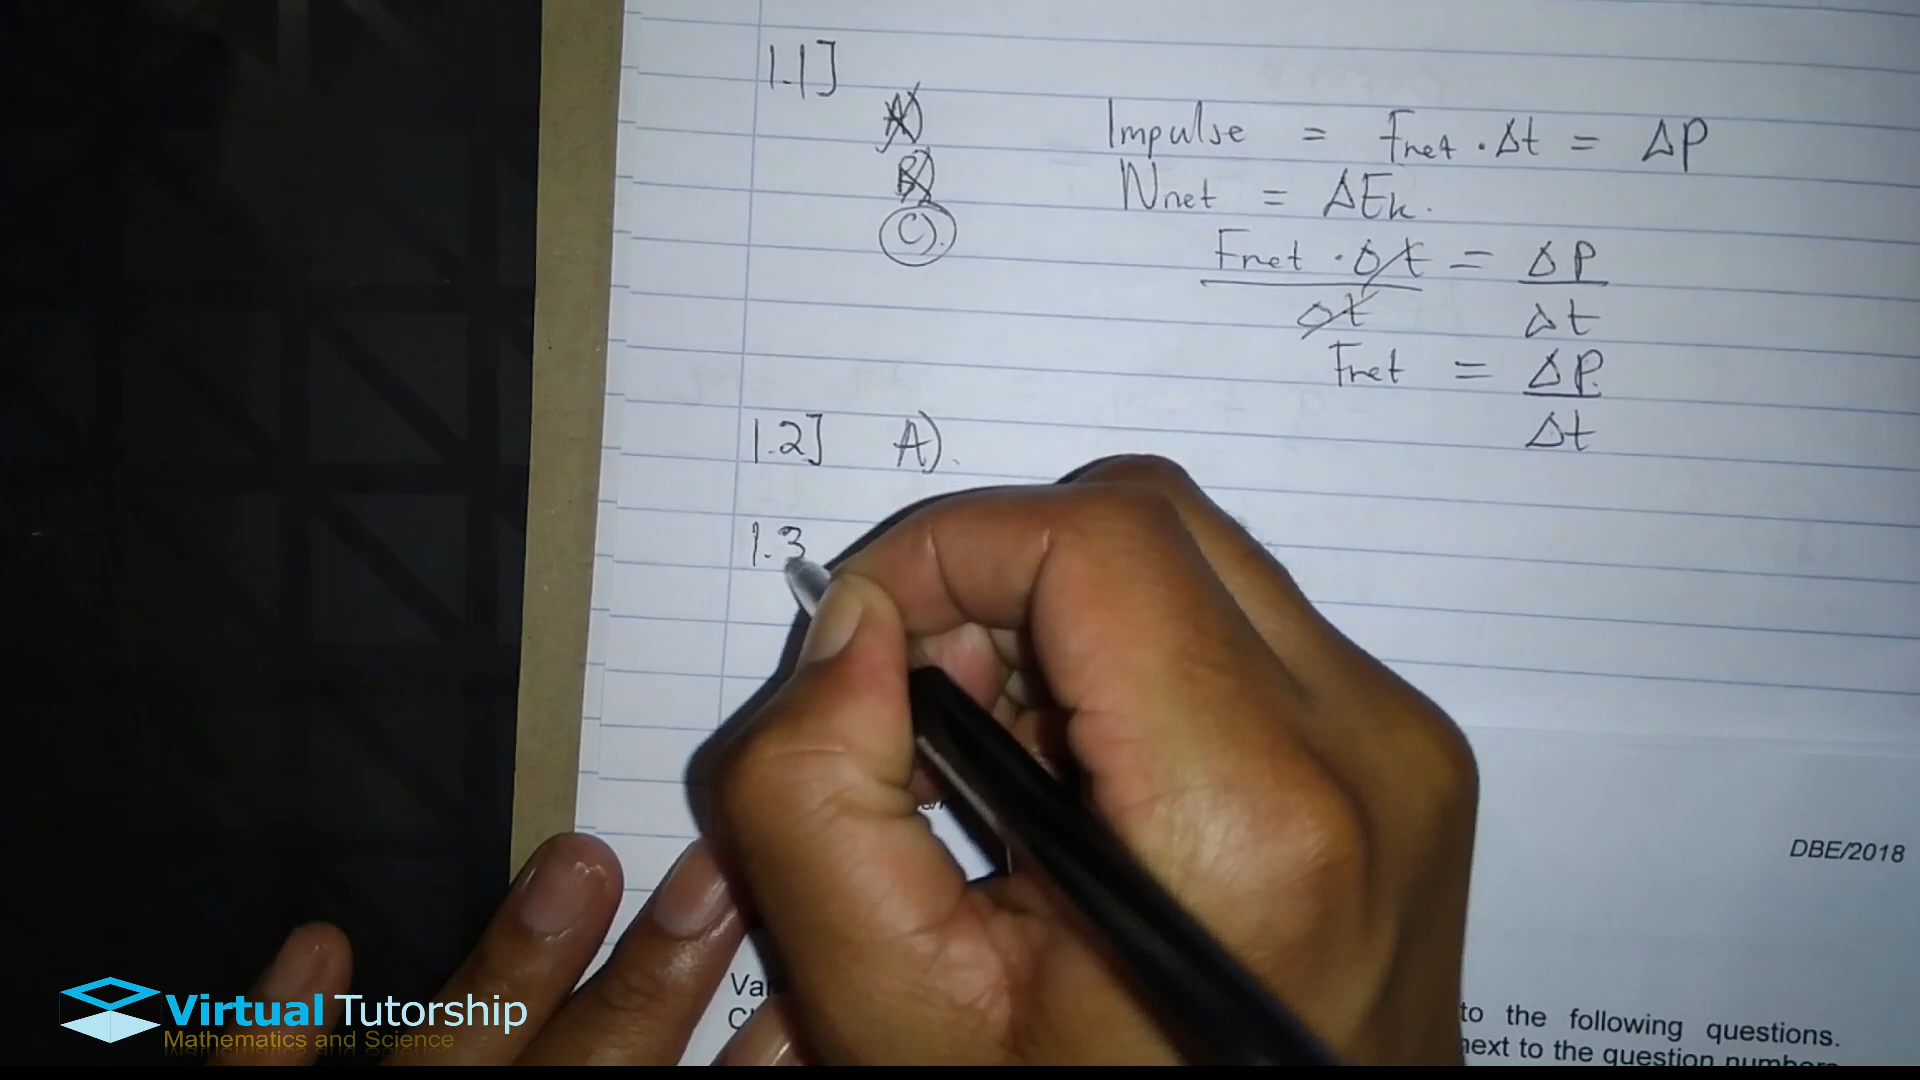 1.1]
A) Impulse = Fnet · Δt = ΔP
B) Wnet = ΔEk.
C). Fnet · Δt = ΔP
Δt Δt
Fnet = ΔP.
Δt
1.2] A).
1.3
DBE/2018
to the following questions.
next to the question numbers
Virtual Tutorship
Mathematics and Science